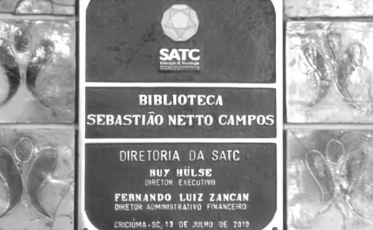 SATC
Educação & Tecnologia
BIBLIOTECA
SEBASTIÃO NETTO CAMPOS
DIRETORIA DA SATC
RUY HÜLSE
DIRETOR EXECUTIVO
FERNANDO LUIZ ZANCAN
DIRETOR ADMINISTRATIVO FINANCEIRO
CRICIÚMA-SC, 13 DE JULHO DE 2010